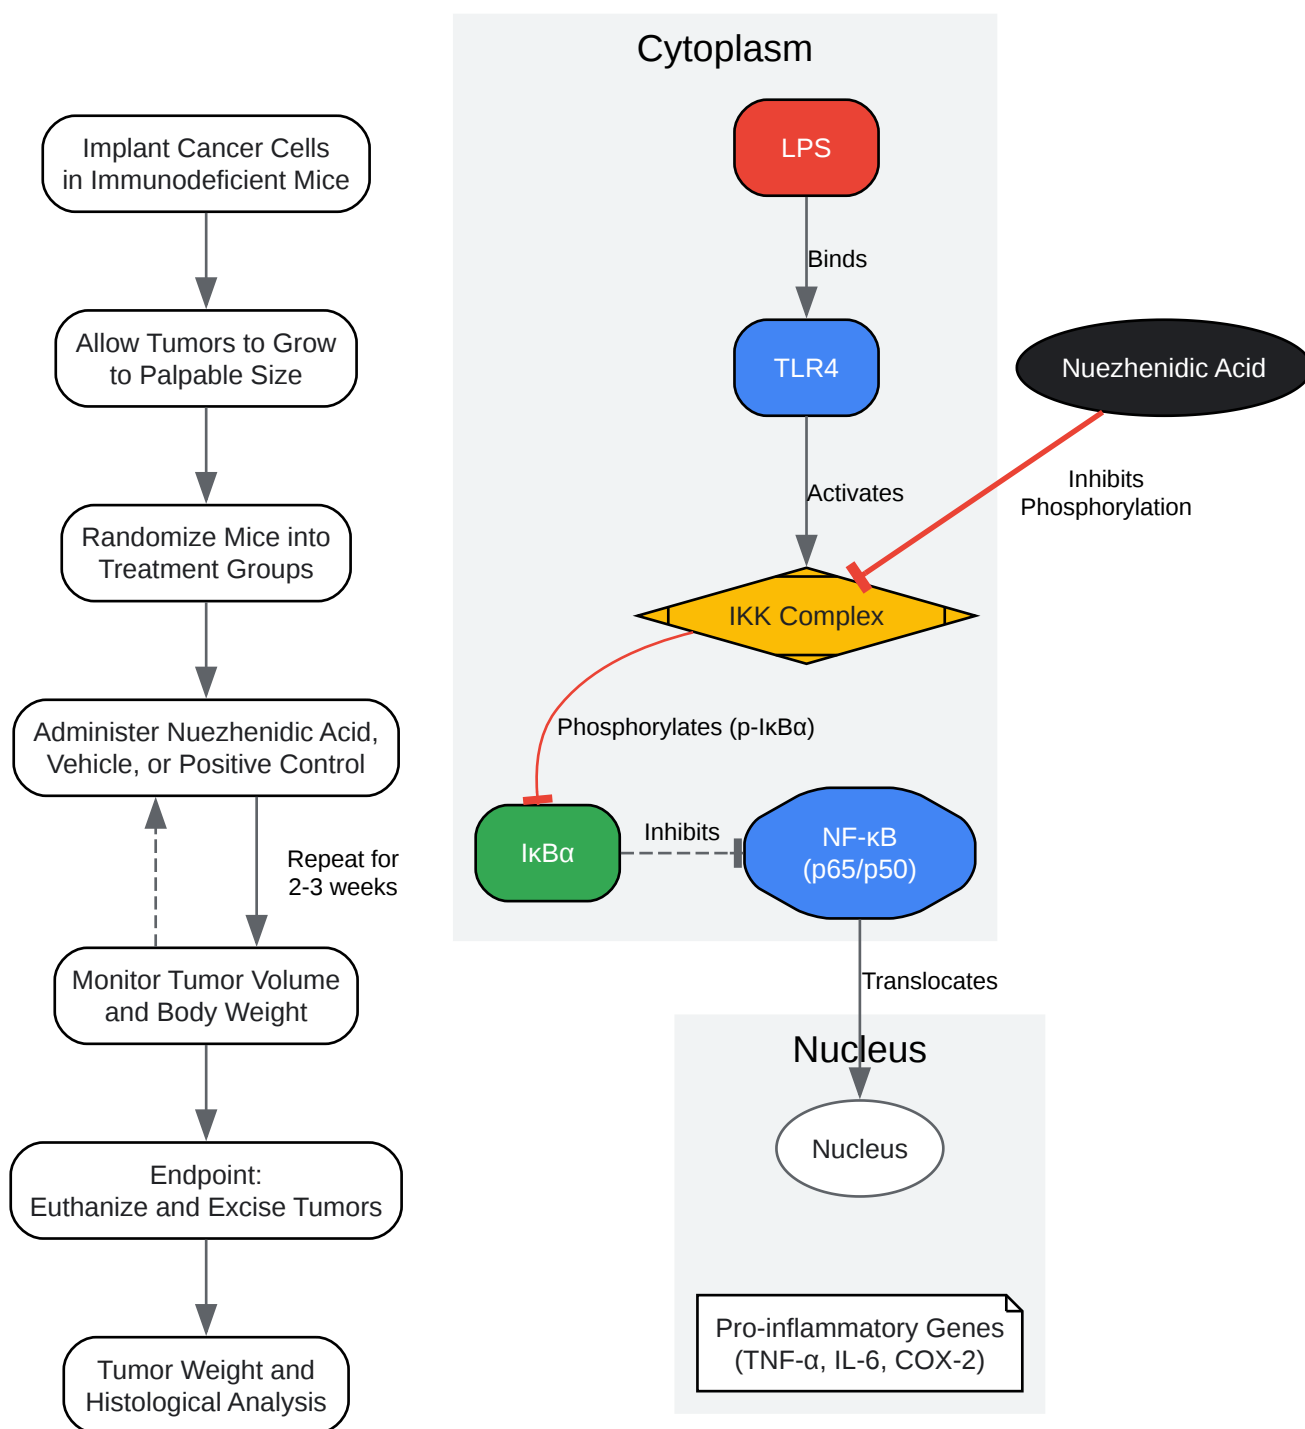 Implant Cancer Cells
in Immunodeficient Mice
Allow Tumors to Grow
to Palpable Size
Randomize Mice into
Treatment Groups
Administer Nuezhenidic Acid,
Vehicle, or Positive Control
Repeat for
2-3 weeks
Monitor Tumor Volume
and Body Weight
Endpoint:
Euthanize and Excise Tumors
Tumor Weight and
Histological Analysis
Cytoplasm
LPS
Binds
TLR4
Nuezhenidic Acid
Activates
Inhibits
Phosphorylation
IKK Complex
Phosphorylates (p-IκBα)
IκBα
Inhibits
NF-κB
(p65/p50)
Translocates
Nucleus
Nucleus
Pro-inflammatory Genes
(TNF-α, IL-6, COX-2)